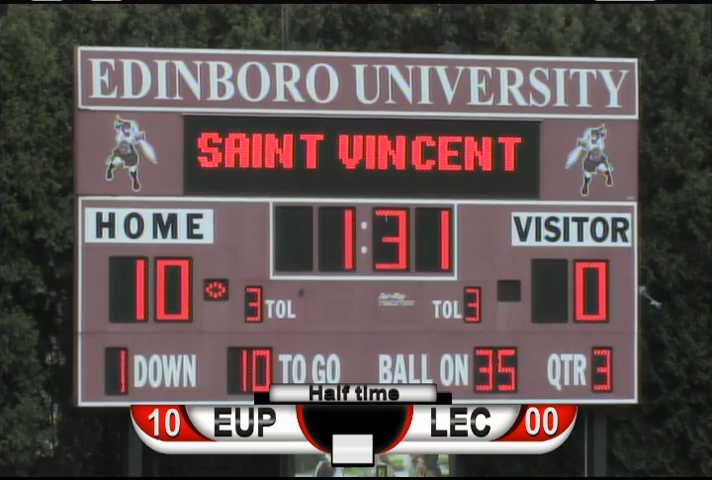 EDINBORO UNIVERSITY
SAINT VINCENT
HOME 1:31 VISITOR
10 3 TOL TOL 3 0
1 DOWN 10 TO GO BALL ON 35 QTR 3
Half time
10 EUP LEC 00